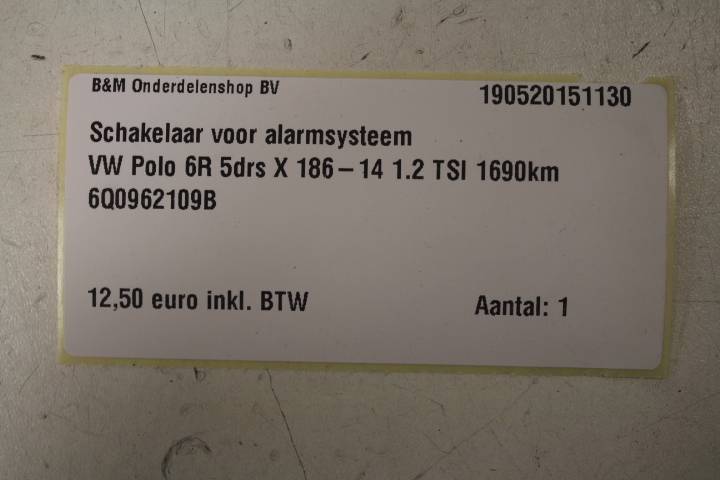 B&M Onderdelenshop BV 190520151130
Schakelaar voor alarmsysteem
VW Polo 6R 5drs X 186-14 1.2 TSI 1690km
6Q0962109B
12,50 euro inkl. BTW Aantal: 1